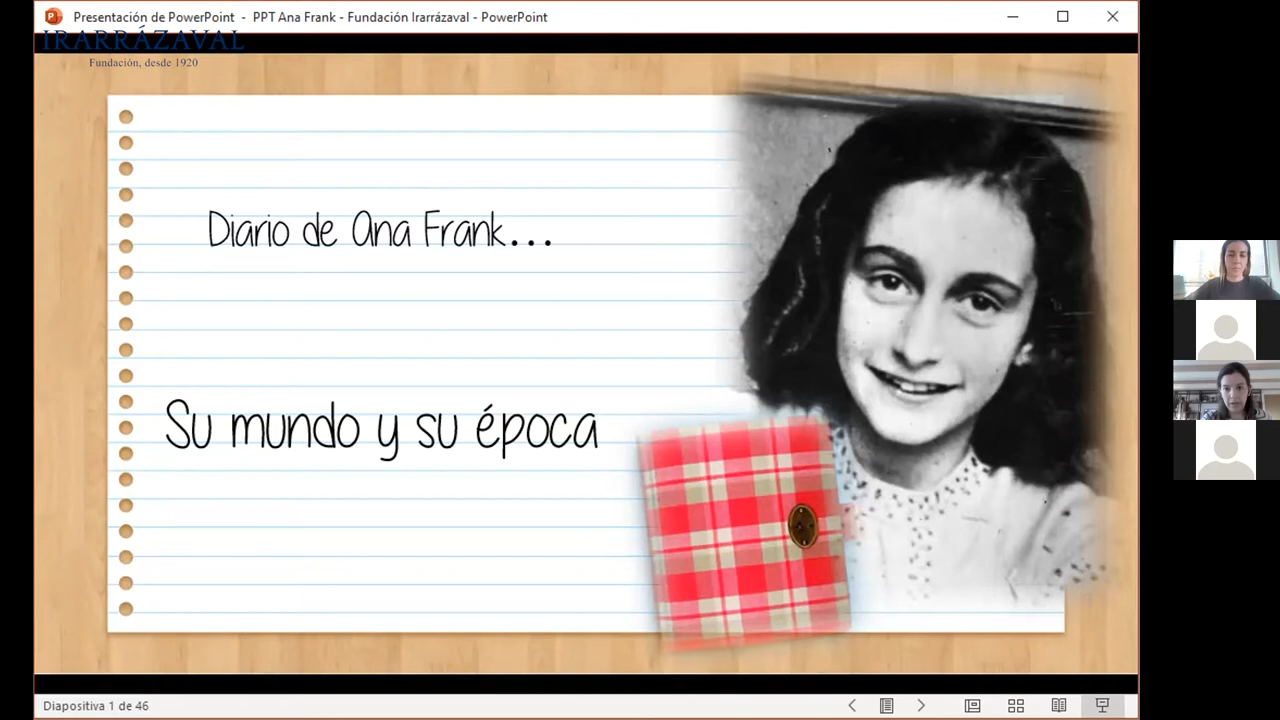 Presentación de PowerPoint - PPT Ana Frank - Fundación Irarrázaval - PowerPoint
IRARRÁZAVAL
Fundación, desde 1920
Diario de Ana Frank...
Su mundo y su época
Diapositiva 1 de 46